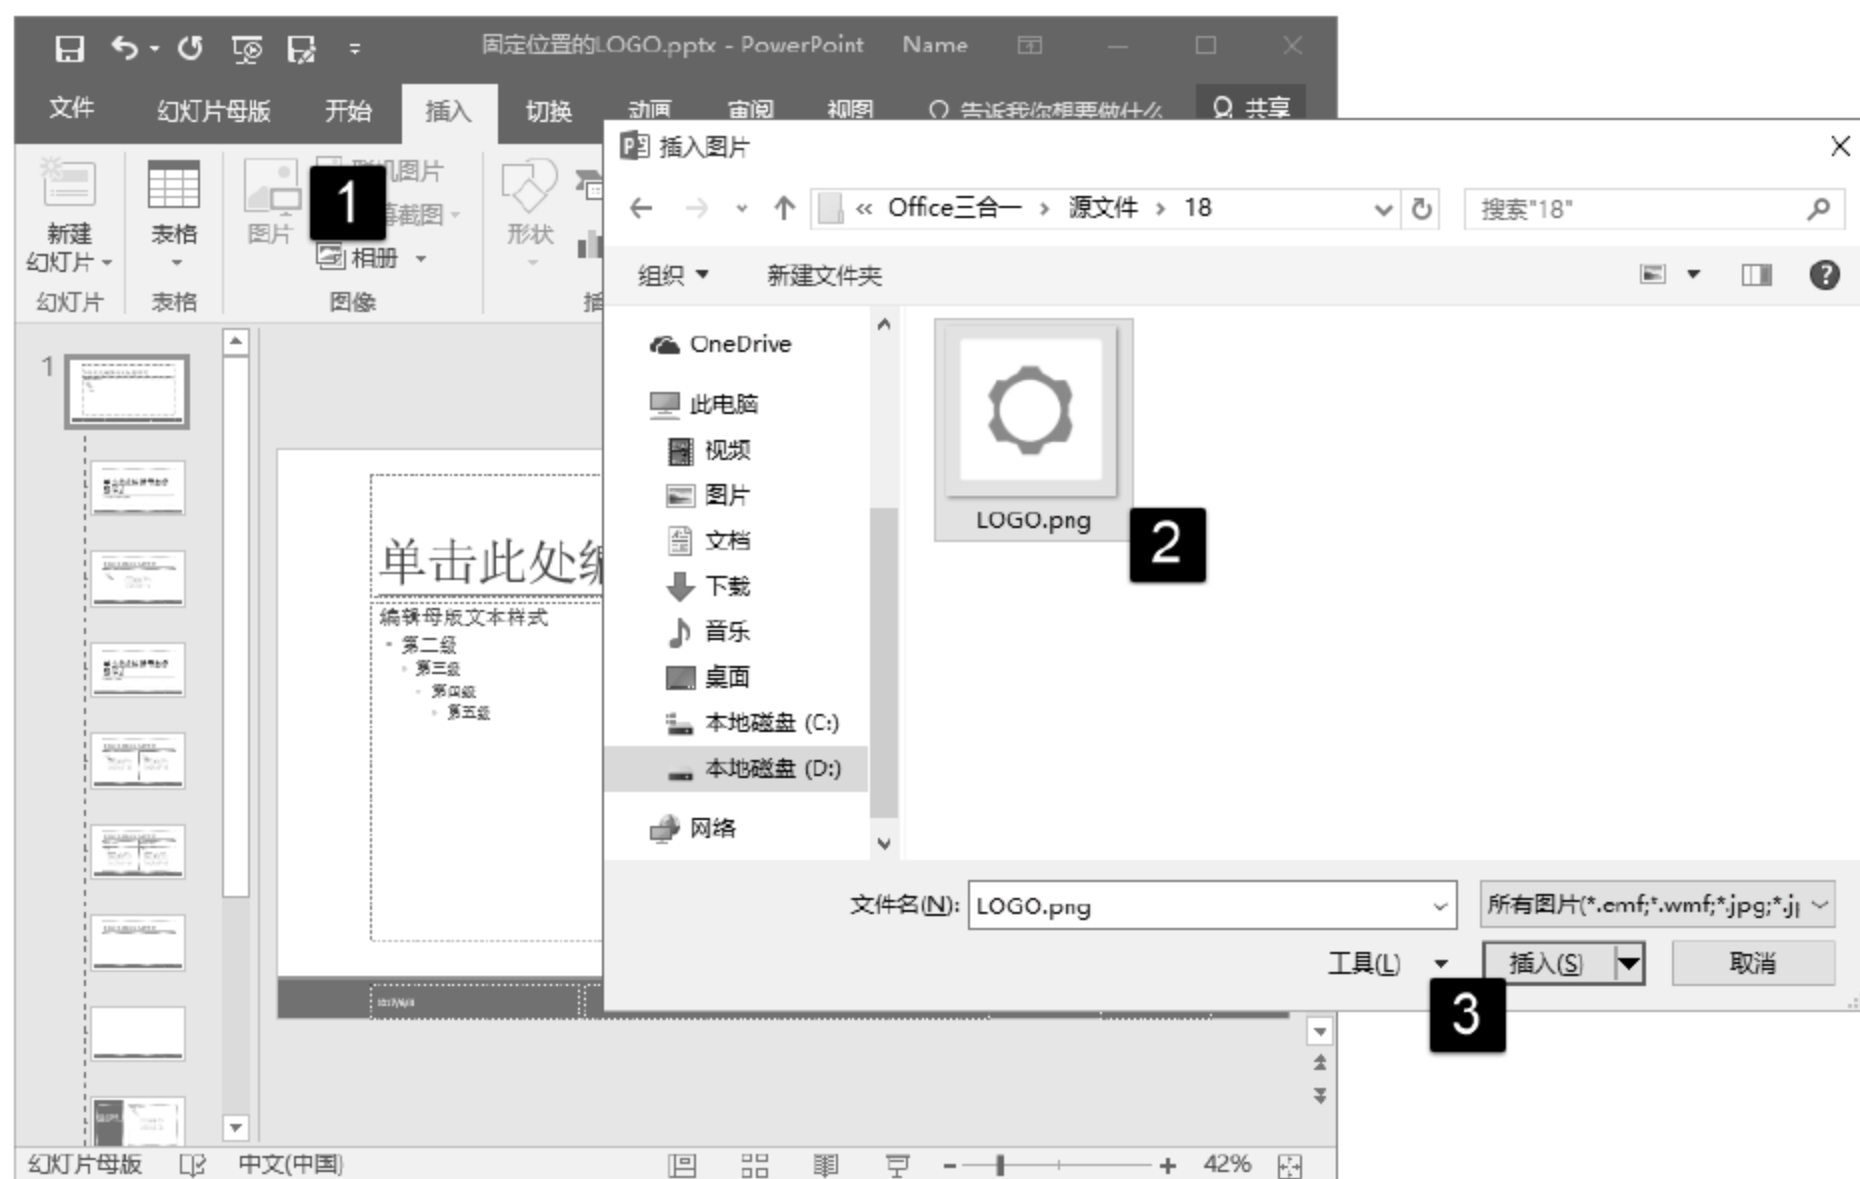 固定位置的LOGO.pptx - PowerPoint Name
文件 幻灯片母版 开始 插入 切换 动画 审阅 视图 告诉我你想要做什么 共享
新建
幻灯片
幻灯片
表格
表格
图片
1
机图片
截图
相册
图像
形状
插入图片
« Office三合一 › 源文件 › 18
搜索"18"
组织 新建文件夹
OneDrive
此电脑
视频
图片
文档
下载
音乐
桌面
本地磁盘 (C:)
本地磁盘 (D:)
网络
LOGO.png
2
文件名(N): LOGO.png
所有图片(*.emf;*.wmf;*.jpg;*.j
工具(L) 插入(S) 取消
3
1
单击此处编
编辑母版文本样式
第二级
第三级
第四级
第五级
幻灯片母版 中文(中国) 42%